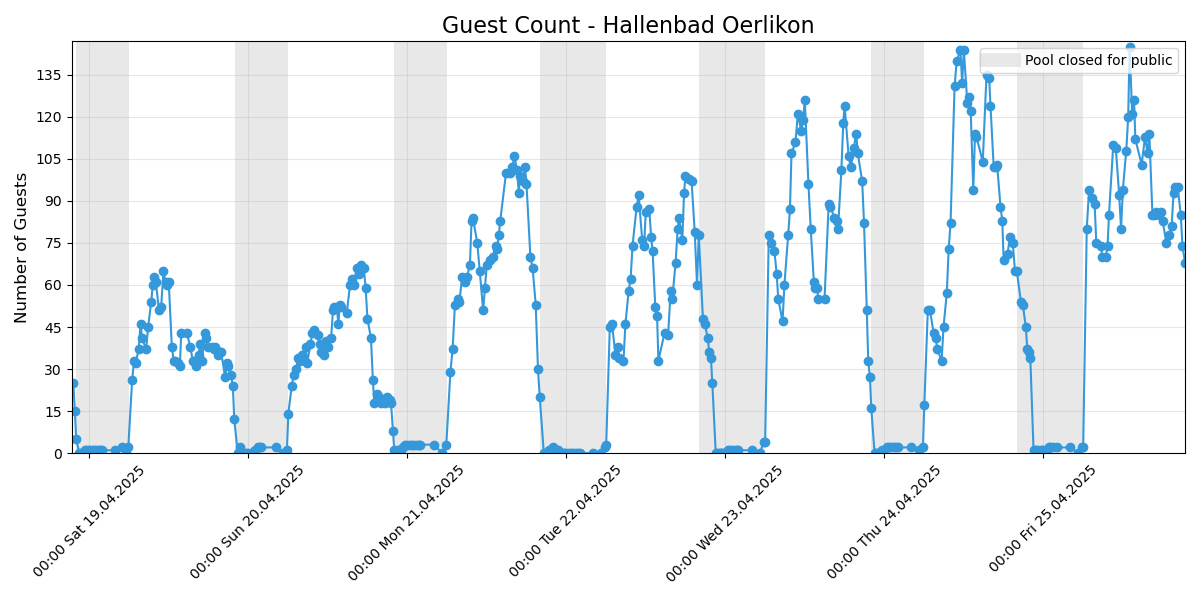 Guest Count - Hallenbad Oerlikon
Pool closed for public
Number of Guests
135
120
105
90
75
60
45
30
15
0
00:00 Sat 19.04.2025
00:00 Sun 20.04.2025
00:00 Mon 21.04.2025
00:00 Tue 22.04.2025
00:00 Wed 23.04.2025
00:00 Thu 24.04.2025
00:00 Fri 25.04.2025